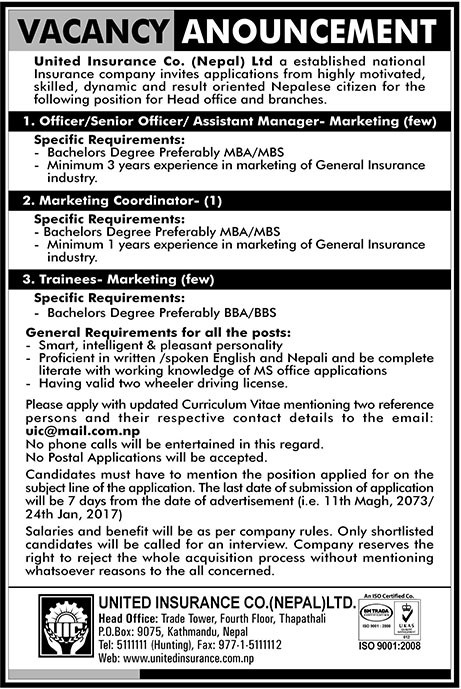 VACANCY ANOUNCEMENT
United Insurance Co. (Nepal) Ltd a established national
Insurance company invites applications from highly motivated,
skilled, dynamic and result oriented Nepalese citizen for the
following position for Head office and branches.
1. Officer/Senior Officer/ Assistant Manager- Marketing (few)
Specific Requirements:
- Bachelors Degree Preferably MBA/MBS
- Minimum 3 years experience in marketing of General Insurance
industry.
2. Marketing Coordinator- (1)
Specific Requirements:
- Bachelors Degree Preferably MBA/MBS
- Minimum 1 years experience in marketing of General Insurance
industry.
3. Trainees- Marketing (few)
Specific Requirements:
- Bachelors Degree Preferably BBA/BBS
General Requirements for all the posts:
- Smart, intelligent & pleasant personality
- Proficient in written /spoken English and Nepali and be complete
literate with working knowledge of MS office applications
- Having valid two wheeler driving license.
Please apply with updated Curriculum Vitae mentioning two reference
persons and their respective contact details to the email:
uic@mail.com.np
No phone calls will be entertained in this regard.
No Postal Applications will be accepted.
Candidates must have to mention the position applied for on the
subject line of the application. The last date of submission of application
will be 7 days from the date of advertisement (i.e. 11th Magh, 2073/
24th Jan, 2017)
Salaries and benefit will be as per company rules. Only shortlisted
candidates will be called for an interview. Company reserves the
right to reject the whole acquisition process without mentioning
whatsoever reasons to the all concerned.
UIC
UNITED INSURANCE CO.(NEPAL)LTD.
Head Office: Trade Tower, Fourth Floor, Thapathali
P.O.Box: 9075, Kathmandu, Nepal
Tel: 5111111 (Hunting), Fax: 977-1-5111112
Web: www.unitedinsurance.com.np
An ISO Certified Co.
BM TRADA
UKAS
ISO 9001:2008